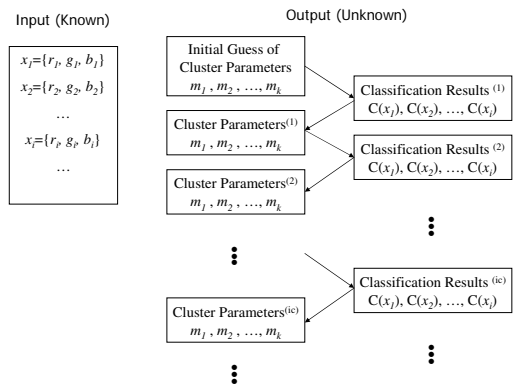 Input (Known)
x1={r1, g1, b1}
x2={r2, g2, b2}
…
xi={ri, gi, bi}
…
Output (Unknown)
Initial Guess of
Cluster Parameters
m1 , m2 , …, mk
Classification Results (1)
C(x1), C(x2), …, C(xi)
Cluster Parameters(1)
m1 , m2 , …, mk
Classification Results (2)
C(x1), C(x2), …, C(xi)
Cluster Parameters(2)
m1 , m2 , …, mk
Classification Results (ic)
C(x1), C(x2), …, C(xi)
Cluster Parameters(ic)
m1 , m2 , …, mk